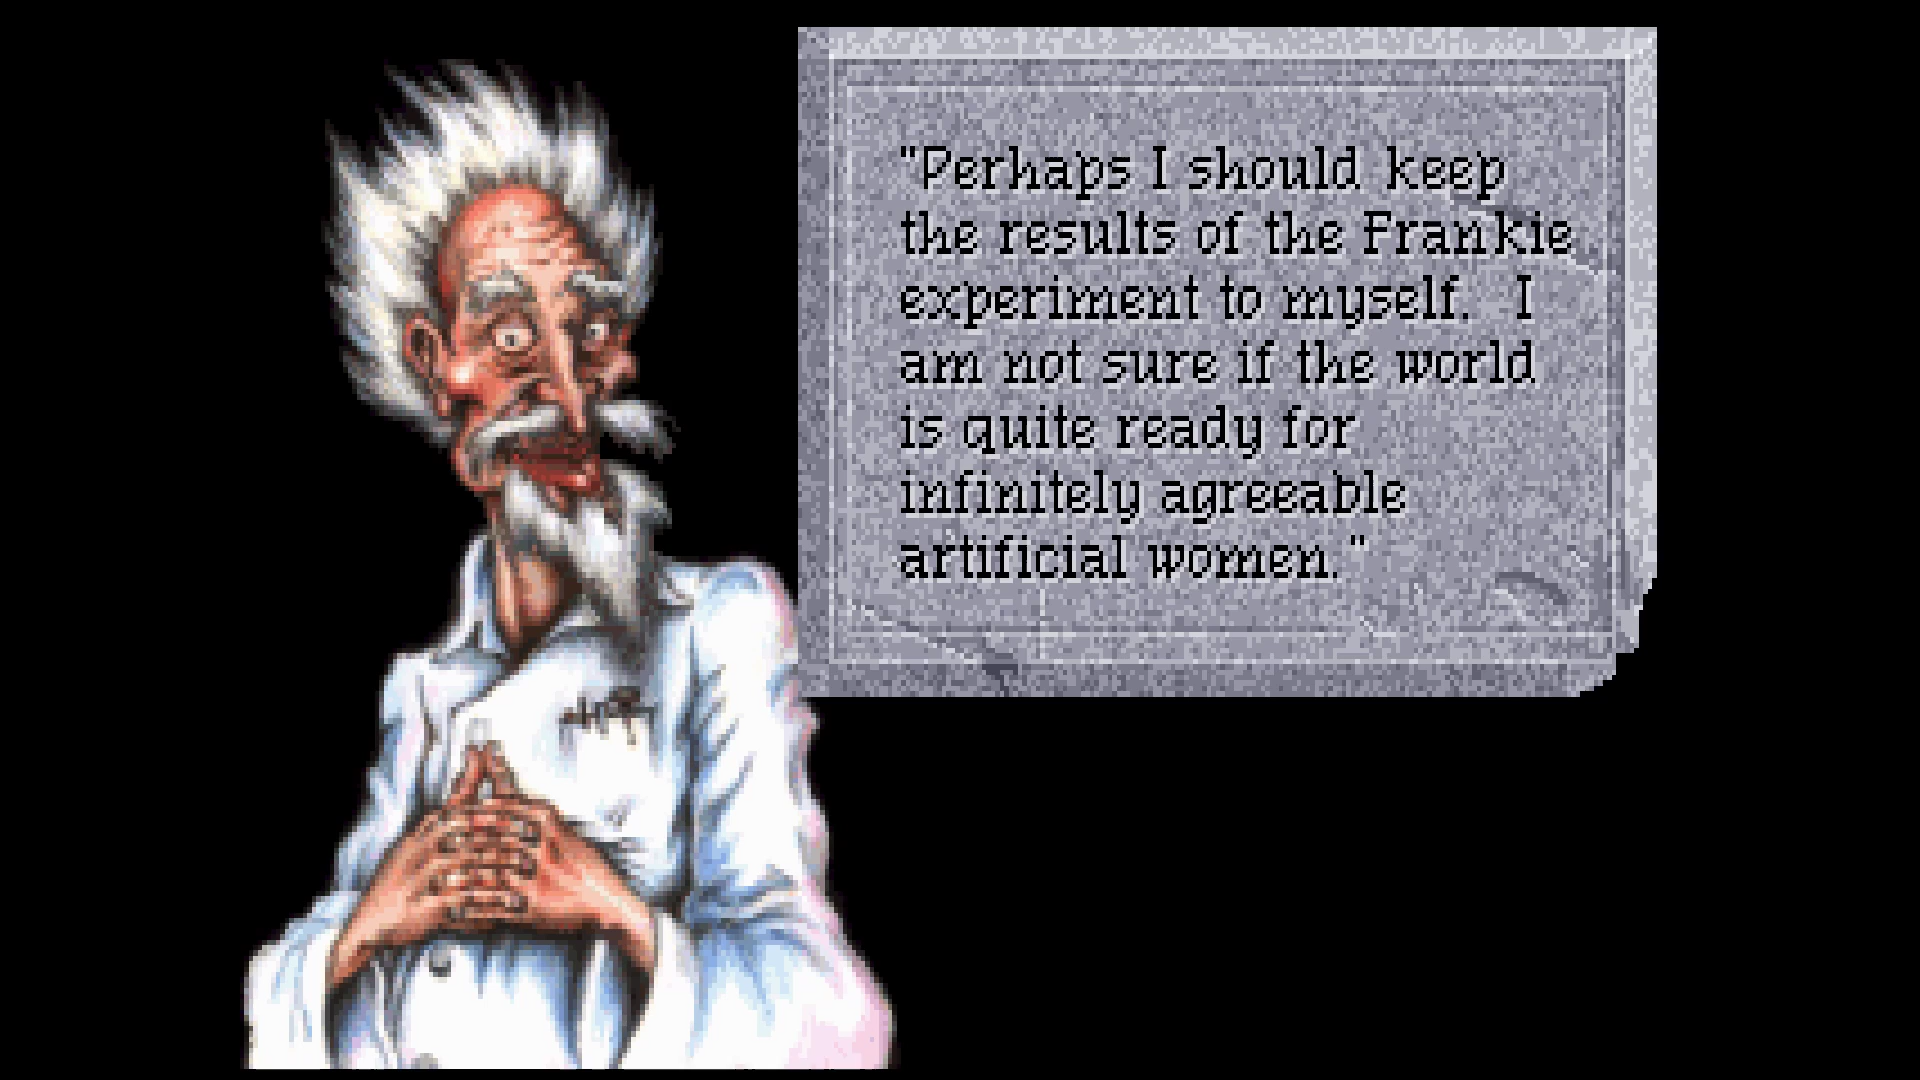 "Perhaps I should keep
the results of the Frankie
experiment to myself.  I
am not sure if the world
is quite ready for
infinitely agreeable
artificial women."